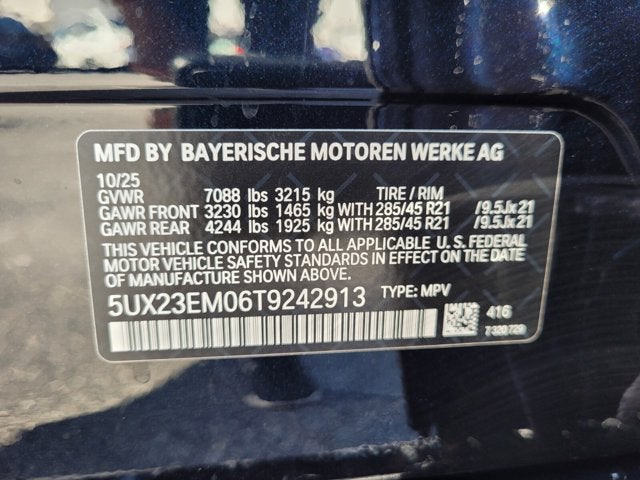 MFD BY BAYERISCHE MOTOREN WERKE AG
10/25
GVWR 7088 lbs 3215 kg TIRE / RIM
GAWR FRONT 3230 lbs 1465 kg WITH 285/45 R21 /9.5Jx21
GAWR REAR 4244 lbs 1925 kg WITH 285/45 R21 /9.5Jx21
THIS VEHICLE CONFORMS TO ALL APPLICABLE U.S. FEDERAL
MOTOR VEHICLE SAFETY STANDARDS IN EFFECT ON THE
DATE OF MANUFACTURE SHOWN ABOVE.
5UX23EM06T9242913 TYPE: MPV
416
7 320 729